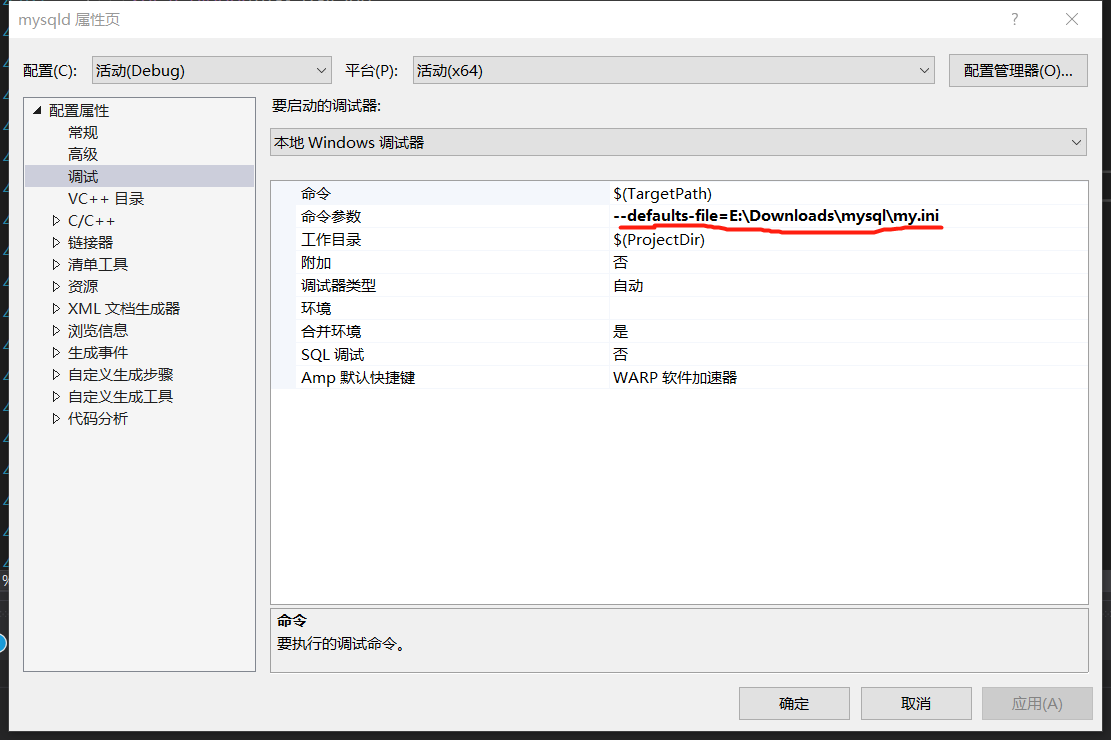 mysqld 属性页
配置(C): 活动(Debug) 平台(P): 活动(x64) 配置管理器(O)...
配置属性
常规
高级
调试
VC++ 目录
C/C++
链接器
清单工具
资源
XML 文档生成器
浏览信息
生成事件
自定义生成步骤
自定义生成工具
代码分析
要启动的调试器:
本地 Windows 调试器
命令 $(TargetPath)
命令参数 --defaults-file=E:\Downloads\mysql\my.ini
工作目录 $(ProjectDir)
附加 否
调试器类型 自动
环境
合并环境 是
SQL 调试 否
Amp 默认快捷键 WARP 软件加速器
命令
要执行的调试命令。
确定 取消 应用(A)